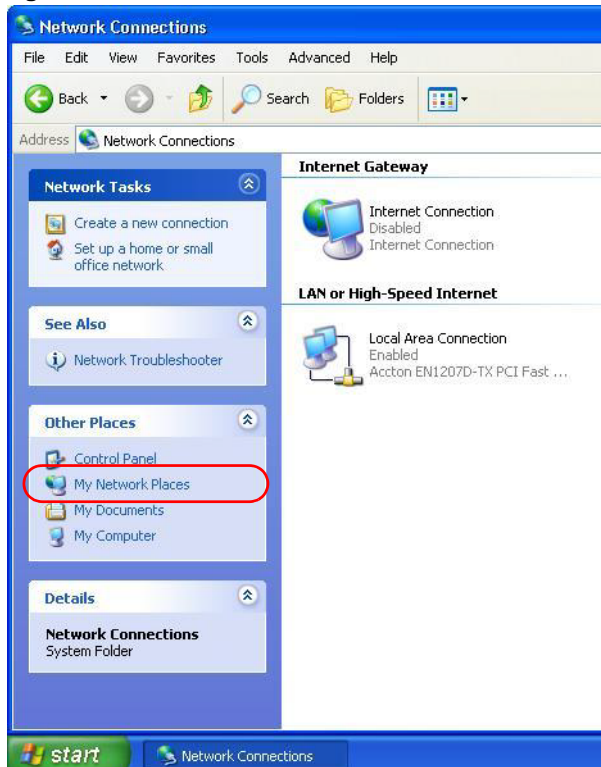 Network Connections
File Edit View Favorites Tools Advanced Help
Back Search Folders
Address Network Connections
Network Tasks
Create a new connection
Set up a home or small
office network
See Also
Network Troubleshooter
Other Places
Control Panel
My Network Places
My Documents
My Computer
Details
Network Connections
System Folder
Internet Gateway
Internet Connection
Disabled
Internet Connection
LAN or High-Speed Internet
Local Area Connection
Enabled
Accton EN1207D-TX PCI Fast ...
start Network Connections